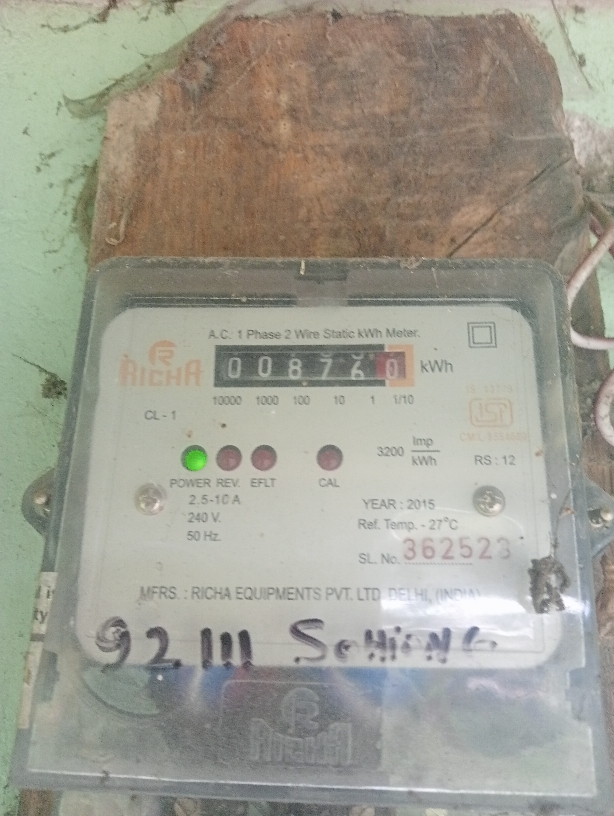 A.C. 1 Phase 2 Wire Static kWh Meter.
RICHA
008760 kWh
10000 1000 100 10 1 1/10
CL - 1
3200 Imp/kWh
RS : 12
POWER REV. EFLT CAL
2.5-10 A
240 V.
50 Hz.
YEAR : 2015
Ref. Temp. - 27°C
SL. No. 362523
MFRS. : RICHA EQUIPMENTS PVT. LTD. DELHI, (INDIA)
92111 SOHIONG
RICHA